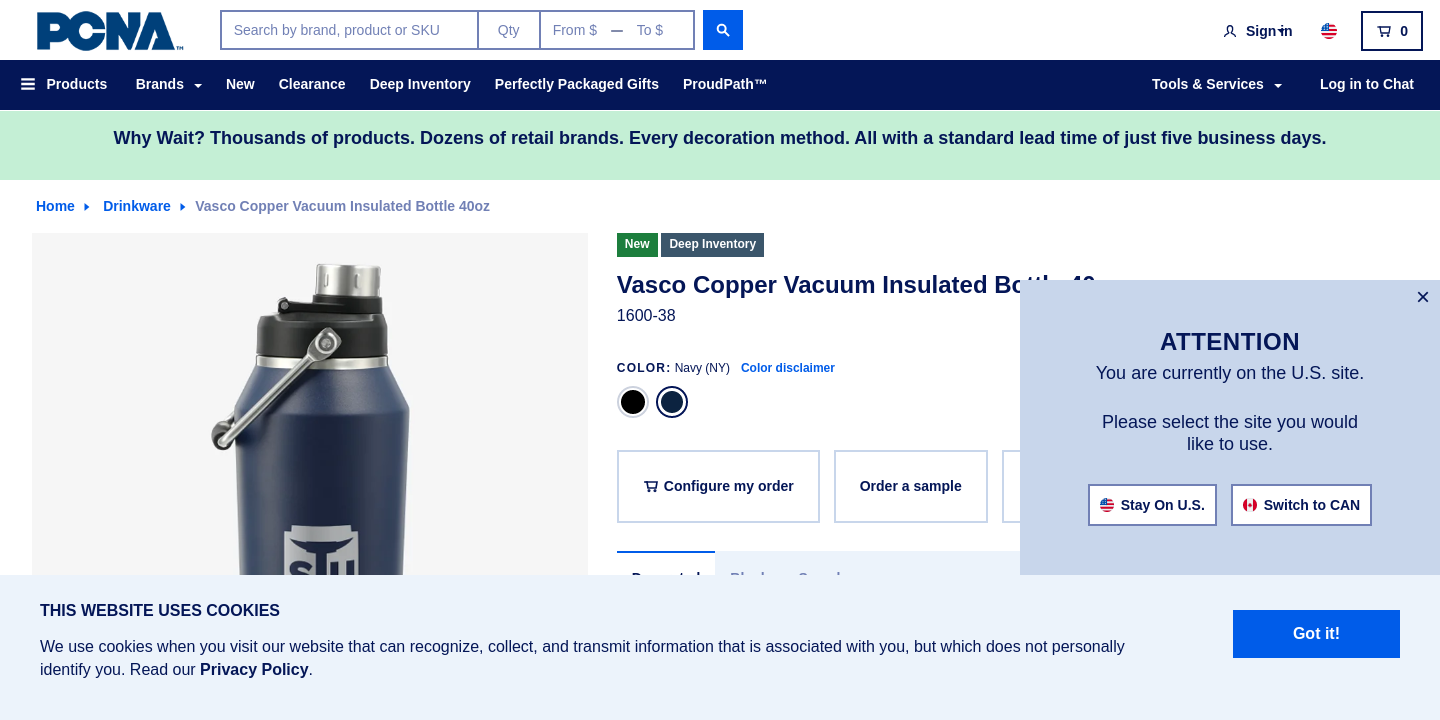 PCNA™
Search by brand, product or SKU
Qty
From $ — To $
Sign in
0
Products
Brands
New
Clearance
Deep Inventory
Perfectly Packaged Gifts
ProudPath™
Tools & Services
Log in to Chat
Why Wait? Thousands of products. Dozens of retail brands. Every decoration method. All with a standard lead time of just five business days.
Home
Drinkware
Vasco Copper Vacuum Insulated Bottle 40oz
New
Deep Inventory
Vasco Copper Vacuum Insulated
1600-38
COLOR: Navy (NY) Color disclaimer
Configure my order
Order a sample
ATTENTION
You are currently on the U.S. site.
Please select the site you would
like to use.
Stay On U.S.
Switch to CAN
THIS WEBSITE USES COOKIES
We use cookies when you visit our website that can recognize, collect, and transmit information that is associated with you, but which does not personally
identify you. Read our Privacy Policy.
Got it!